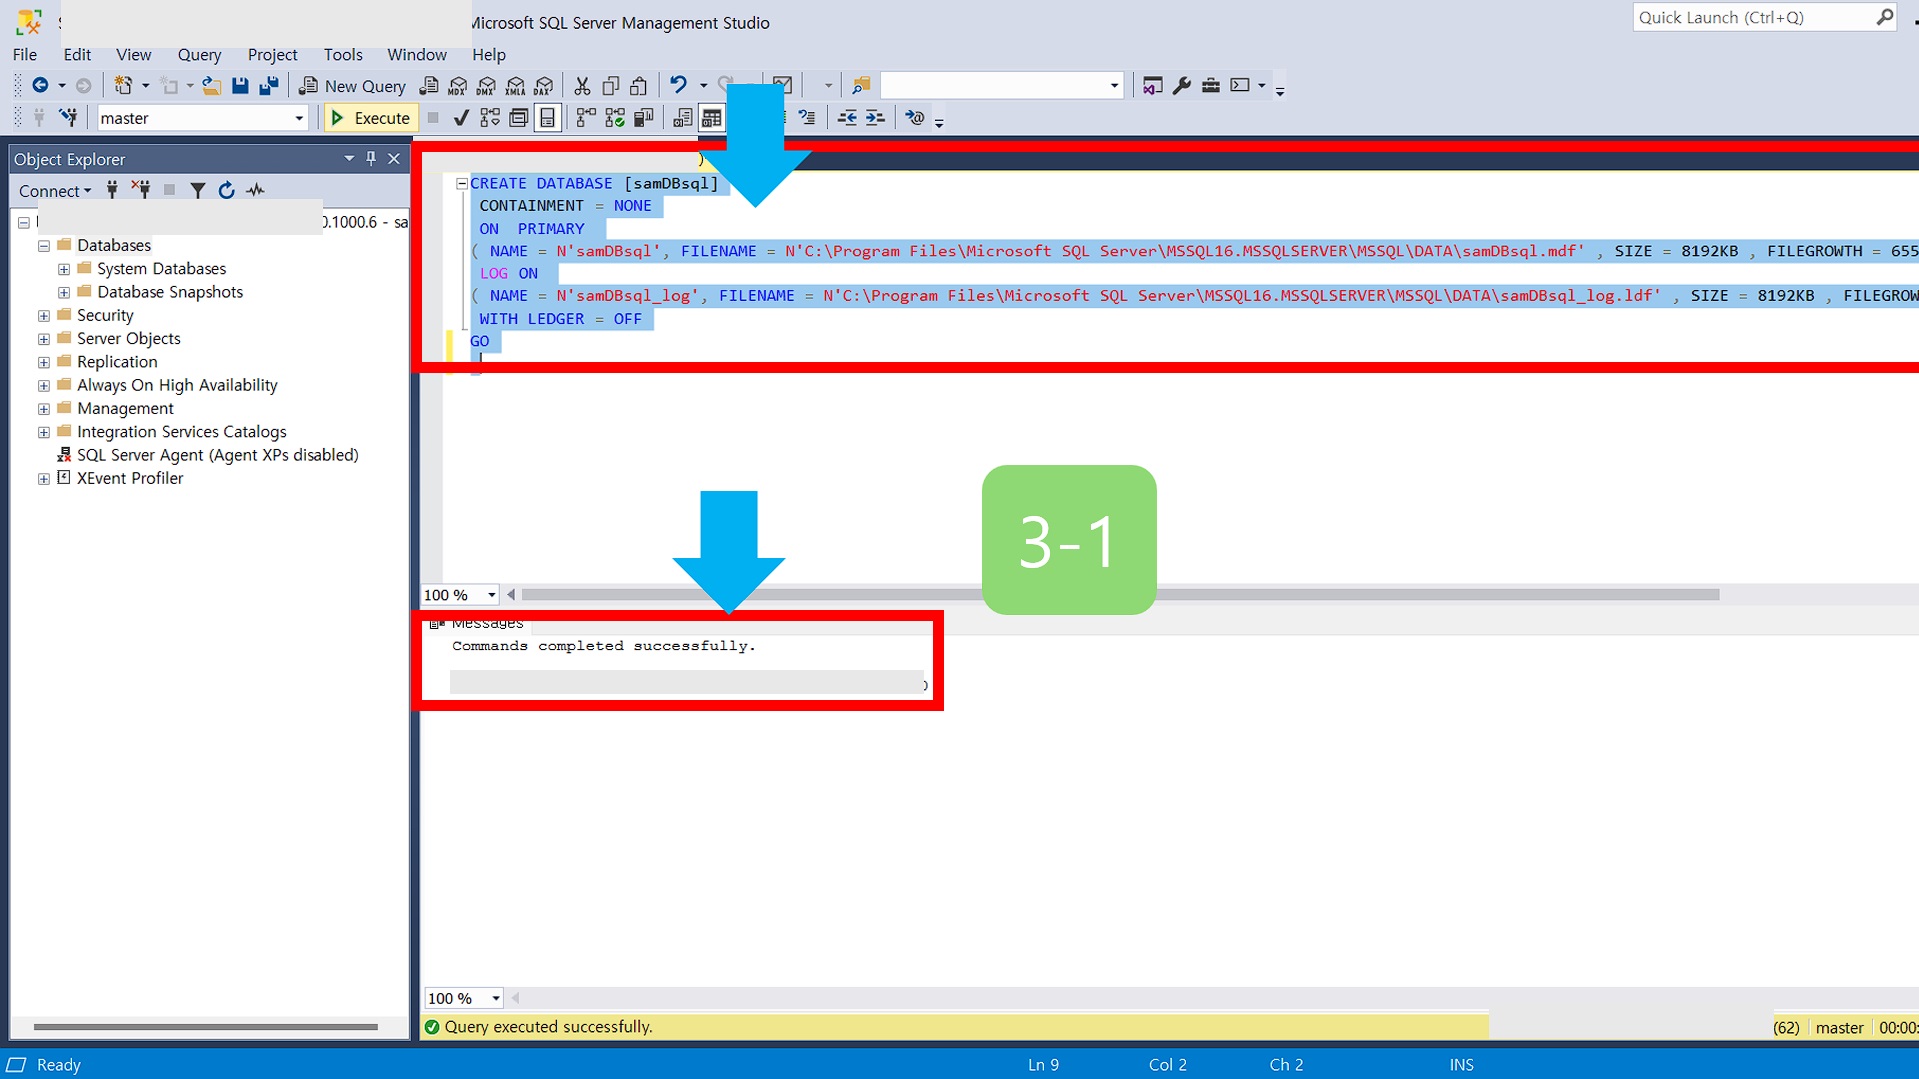 Microsoft SQL Server Management Studio
Quick Launch (Ctrl+Q)
File Edit View Query Project Tools Window Help
New Query
MDX DMX XMLA DAX
master
Execute
Object Explorer
Connect
0.1000.6 - sa
Databases
System Databases
Database Snapshots
Security
Server Objects
Replication
Always On High Availability
Management
Integration Services Catalogs
SQL Server Agent (Agent XPs disabled)
XEvent Profiler
CREATE DATABASE [samDBsql]
CONTAINMENT = NONE
ON PRIMARY
( NAME = N'samDBsql', FILENAME = N'C:\Program Files\Microsoft SQL Server\MSSQL16.MSSQLSERVER\MSSQL\DATA\samDBsql.mdf' , SIZE = 8192KB , FILEGROWTH = 655
LOG ON
( NAME = N'samDBsql_log', FILENAME = N'C:\Program Files\Microsoft SQL Server\MSSQL16.MSSQLSERVER\MSSQL\DATA\samDBsql_log.ldf' , SIZE = 8192KB , FILEGROW
WITH LEDGER = OFF
GO
3-1
100 %
Messages
Commands completed successfully.
100 %
Query executed successfully.
(62) master 00:00:
Ready
Ln 9 Col 2 Ch 2 INS